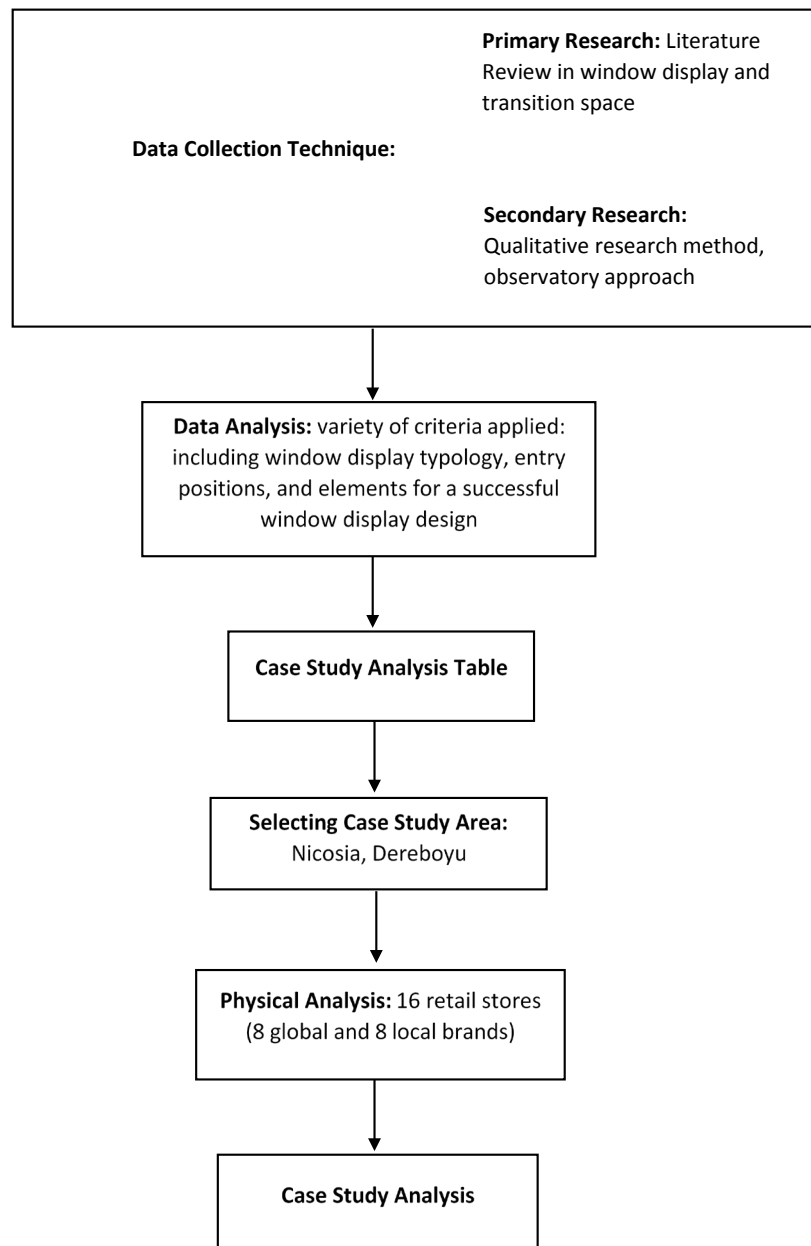 Primary Research: Literature
Review in window display and
transition space
Data Collection Technique:
Secondary Research:
Qualitative research method,
observatory approach
Data Analysis: variety of criteria applied:
including window display typology, entry
positions, and elements for a successful
window display design
Case Study Analysis Table
Selecting Case Study Area:
Nicosia, Dereboyu
Physical Analysis: 16 retail stores
(8 global and 8 local brands)
Case Study Analysis